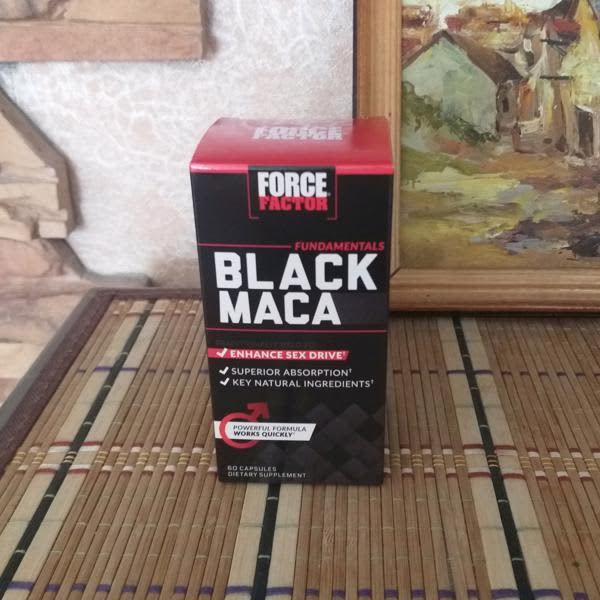 FORCE
FACTOR
FORCE
FACTOR
FUNDAMENTALS
BLACK
MACA
ENHANCE SEX DRIVE†
SUPERIOR ABSORPTION†
KEY NATURAL INGREDIENTS†
POWERFUL FORMULA
WORKS QUICKLY†
60 CAPSULES
DIETARY SUPPLEMENT